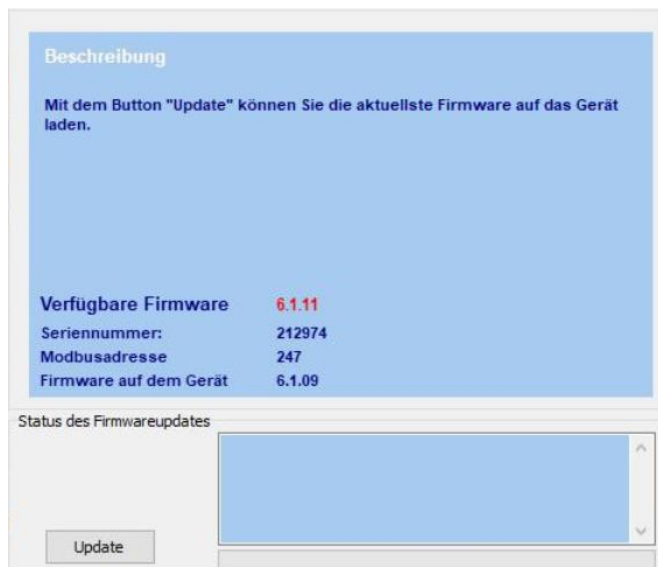 Beschreibung
Mit dem Button "Update" können Sie die aktuellste Firmware auf das Gerät
laden.
Verfügbare Firmware 6.1.11
Seriennummer: 212974
Modbusadresse 247
Firmware auf dem Gerät 6.1.09
Status des Firmwareupdates
Update